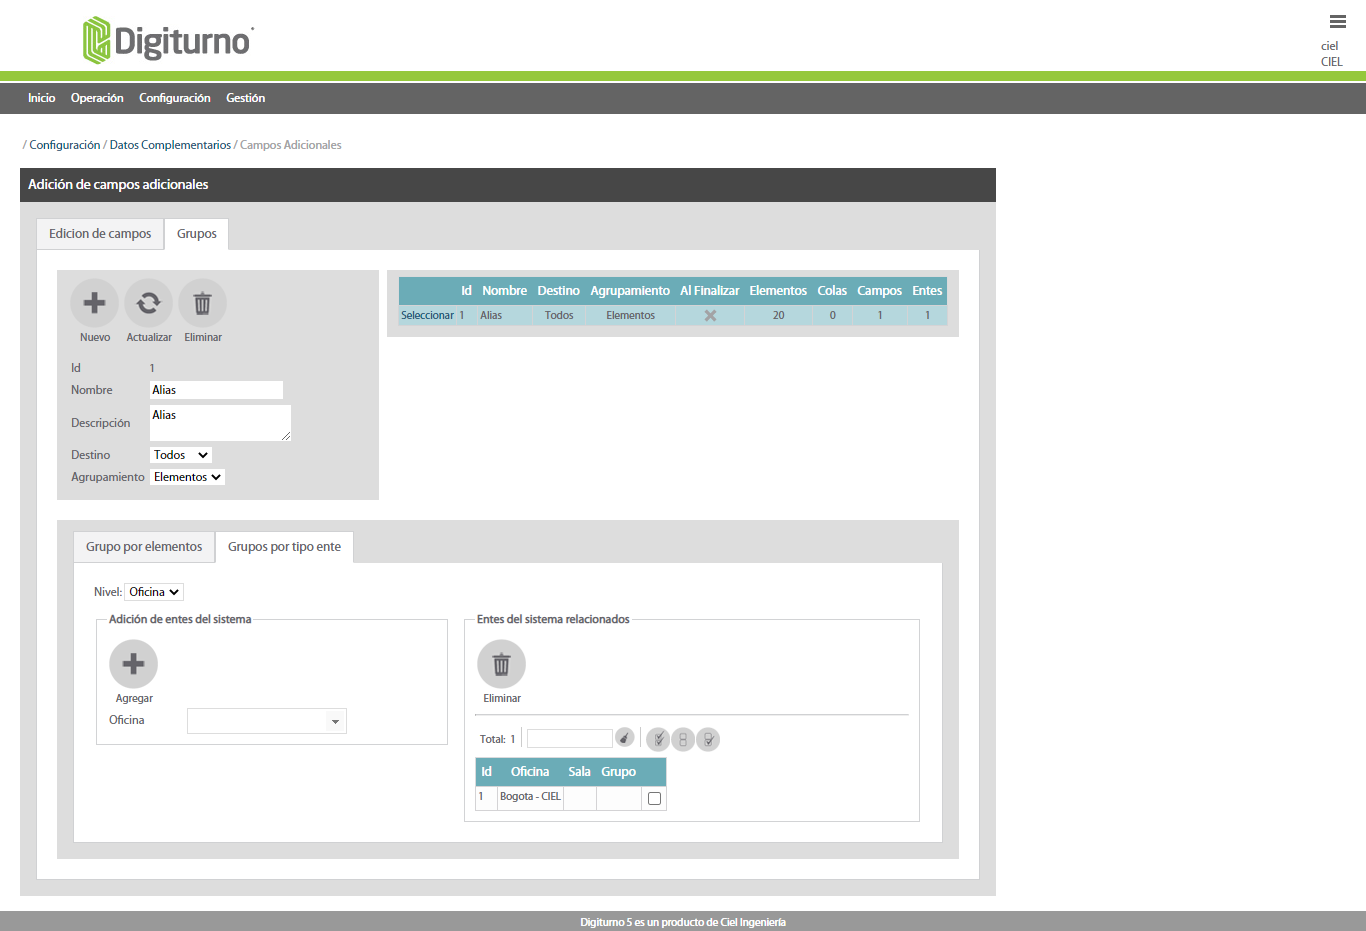 Digiturno
ciel
CIEL
Inicio Operación Configuración Gestión
/ Configuración / Datos Complementarios / Campos Adicionales
Adición de campos adicionales
Edicion de campos Grupos
Nuevo Actualizar Eliminar
Id 1
Nombre Alias
Descripción Alias
Destino Todos
Agrupamiento Elementos
Id Nombre Destino Agrupamiento Al Finalizar Elementos Colas Campos Entes
Seleccionar 1 Alias Todos Elementos 20 0 1 1
Grupo por elementos Grupos por tipo ente
Nivel: Oficina
Adición de entes del sistema
Agregar
Oficina
Entes del sistema relacionados
Eliminar
Total: 1
Id Oficina Sala Grupo
1 Bogota - CIEL
Digiturno 5 es un producto de Ciel Ingeniería